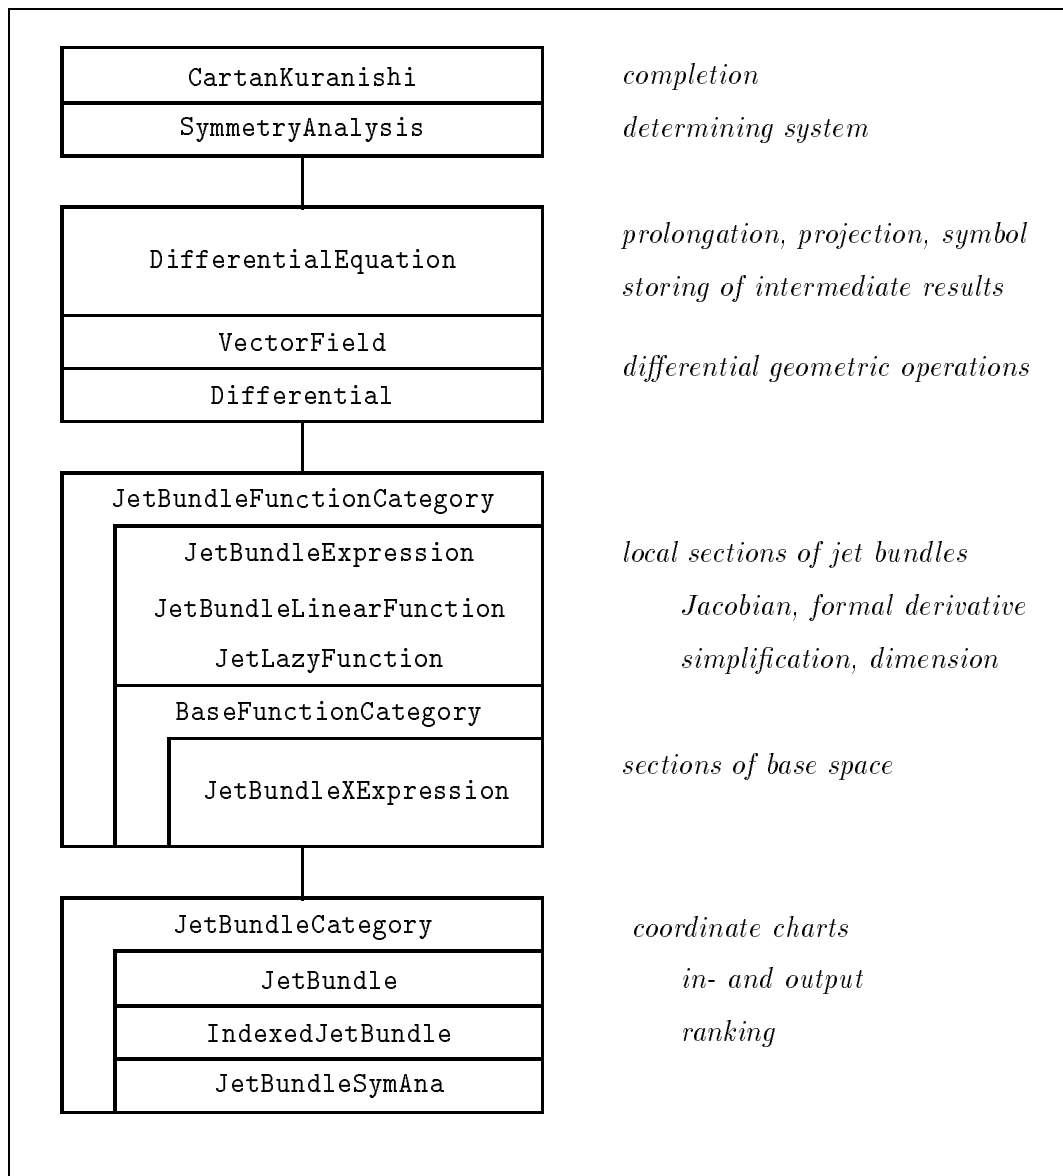 CartanKuranishi completion
SymmetryAnalysis determining system
prolongation, projection, symbol
DifferentialEquation
storing of intermediate results
VectorField
differential geometric operations
Differential
JetBundleFunctionCategory
JetBundleExpression local sections of jet bundles
JetBundleLinearFunction Jacobian, formal derivative
JetLazyFunction simplification, dimension
BaseFunctionCategory
sections of base space
JetBundleXExpression
JetBundleCategory coordinate charts
JetBundle in- and output
IndexedJetBundle ranking
JetBundleSymAna